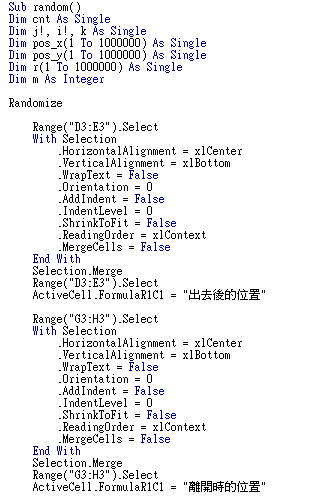 Sub random()
Dim cnt As Single
Dim j!, i!, k As Single
Dim pos_x(1 To 1000000) As Single
Dim pos_y(1 To 1000000) As Single
Dim r(1 To 1000000) As Single
Dim m As Integer
Randomize
Range("D3:E3").Select
With Selection
.HorizontalAlignment = xlCenter
.VerticalAlignment = xlBottom
.WrapText = False
.Orientation = 0
.AddIndent = False
.IndentLevel = 0
.ShrinkToFit = False
.ReadingOrder = xlContext
.MergeCells = False
End With
Selection.Merge
Range("D3:E3").Select
ActiveCell.FormulaR1C1 = "出去後的位置"
Range("G3:H3").Select
With Selection
.HorizontalAlignment = xlCenter
.VerticalAlignment = xlBottom
.WrapText = False
.Orientation = 0
.AddIndent = False
.IndentLevel = 0
.ShrinkToFit = False
.ReadingOrder = xlContext
.MergeCells = False
End With
Selection.Merge
Range("G3:H3").Select
ActiveCell.FormulaR1C1 = "離開時的位置"